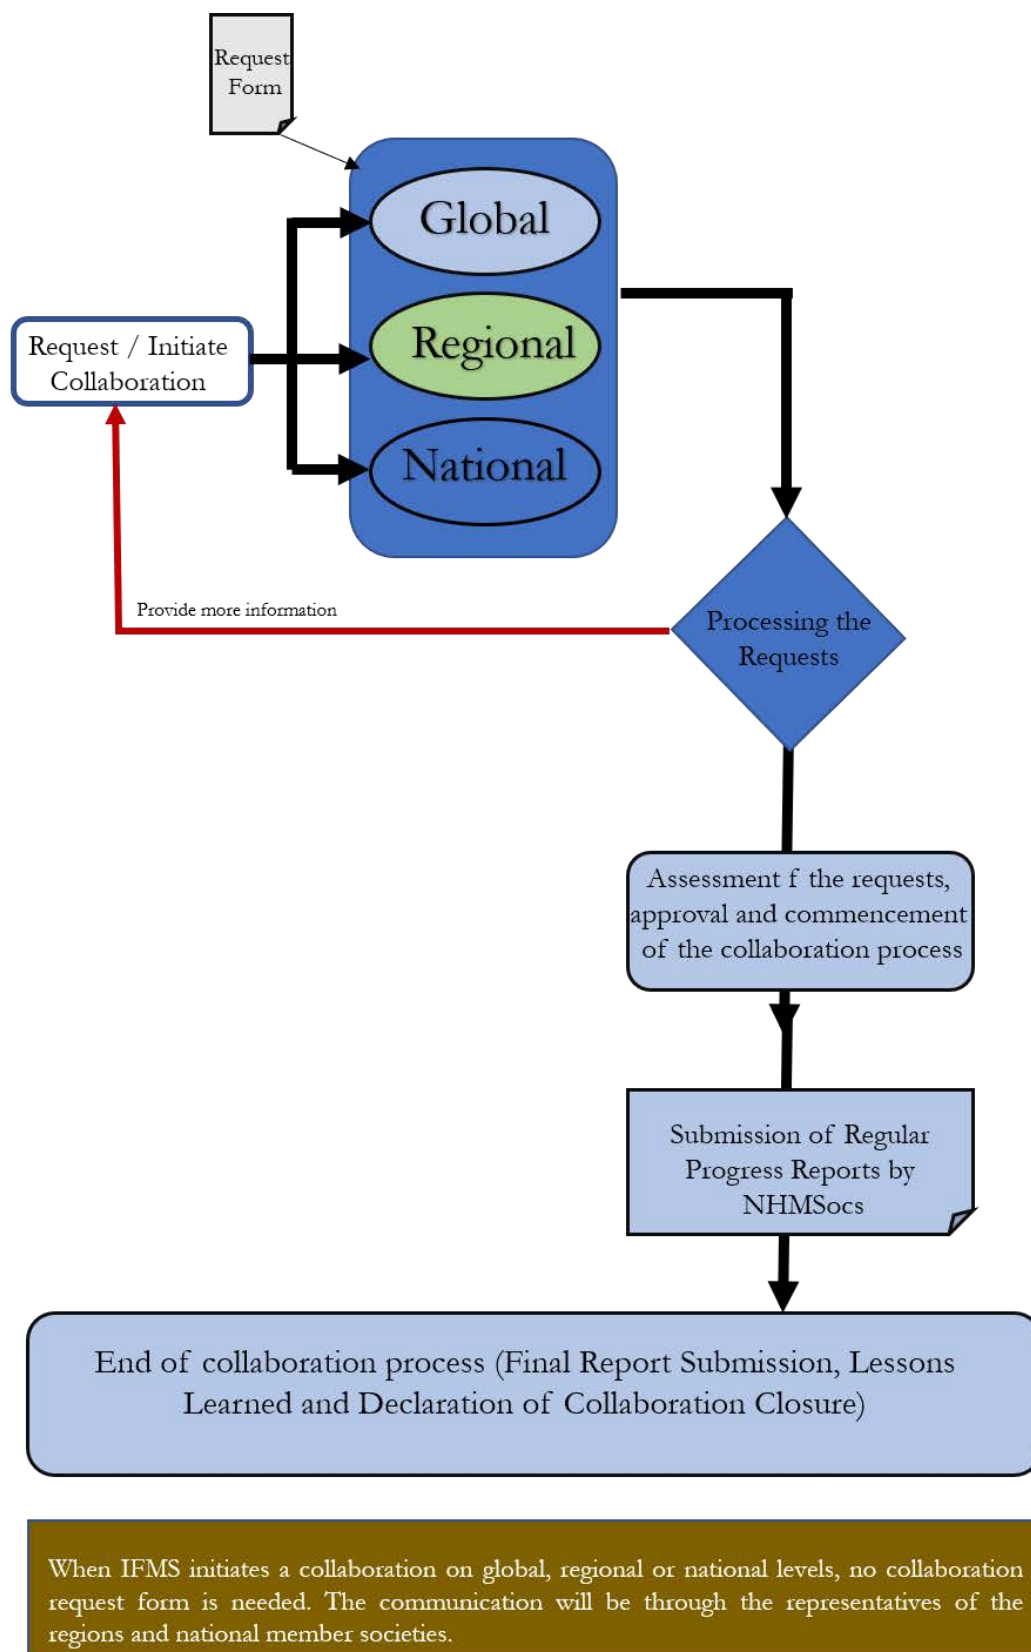 Request
Form
Global
Regional
National
Request / Initiate
Collaboration
Provide more information
Processing the
Requests
Assessment f the requests,
approval and commencement
of the collaboration process
Submission of Regular
Progress Reports by
NHMSocs
End of collaboration process (Final Report Submission, Lessons
Learned and Declaration of Collaboration Closure)
When IFMS initiates a collaboration on global, regional or national levels, no collaboration
request form is needed. The communication will be through the representatives of the
regions and national member societies.